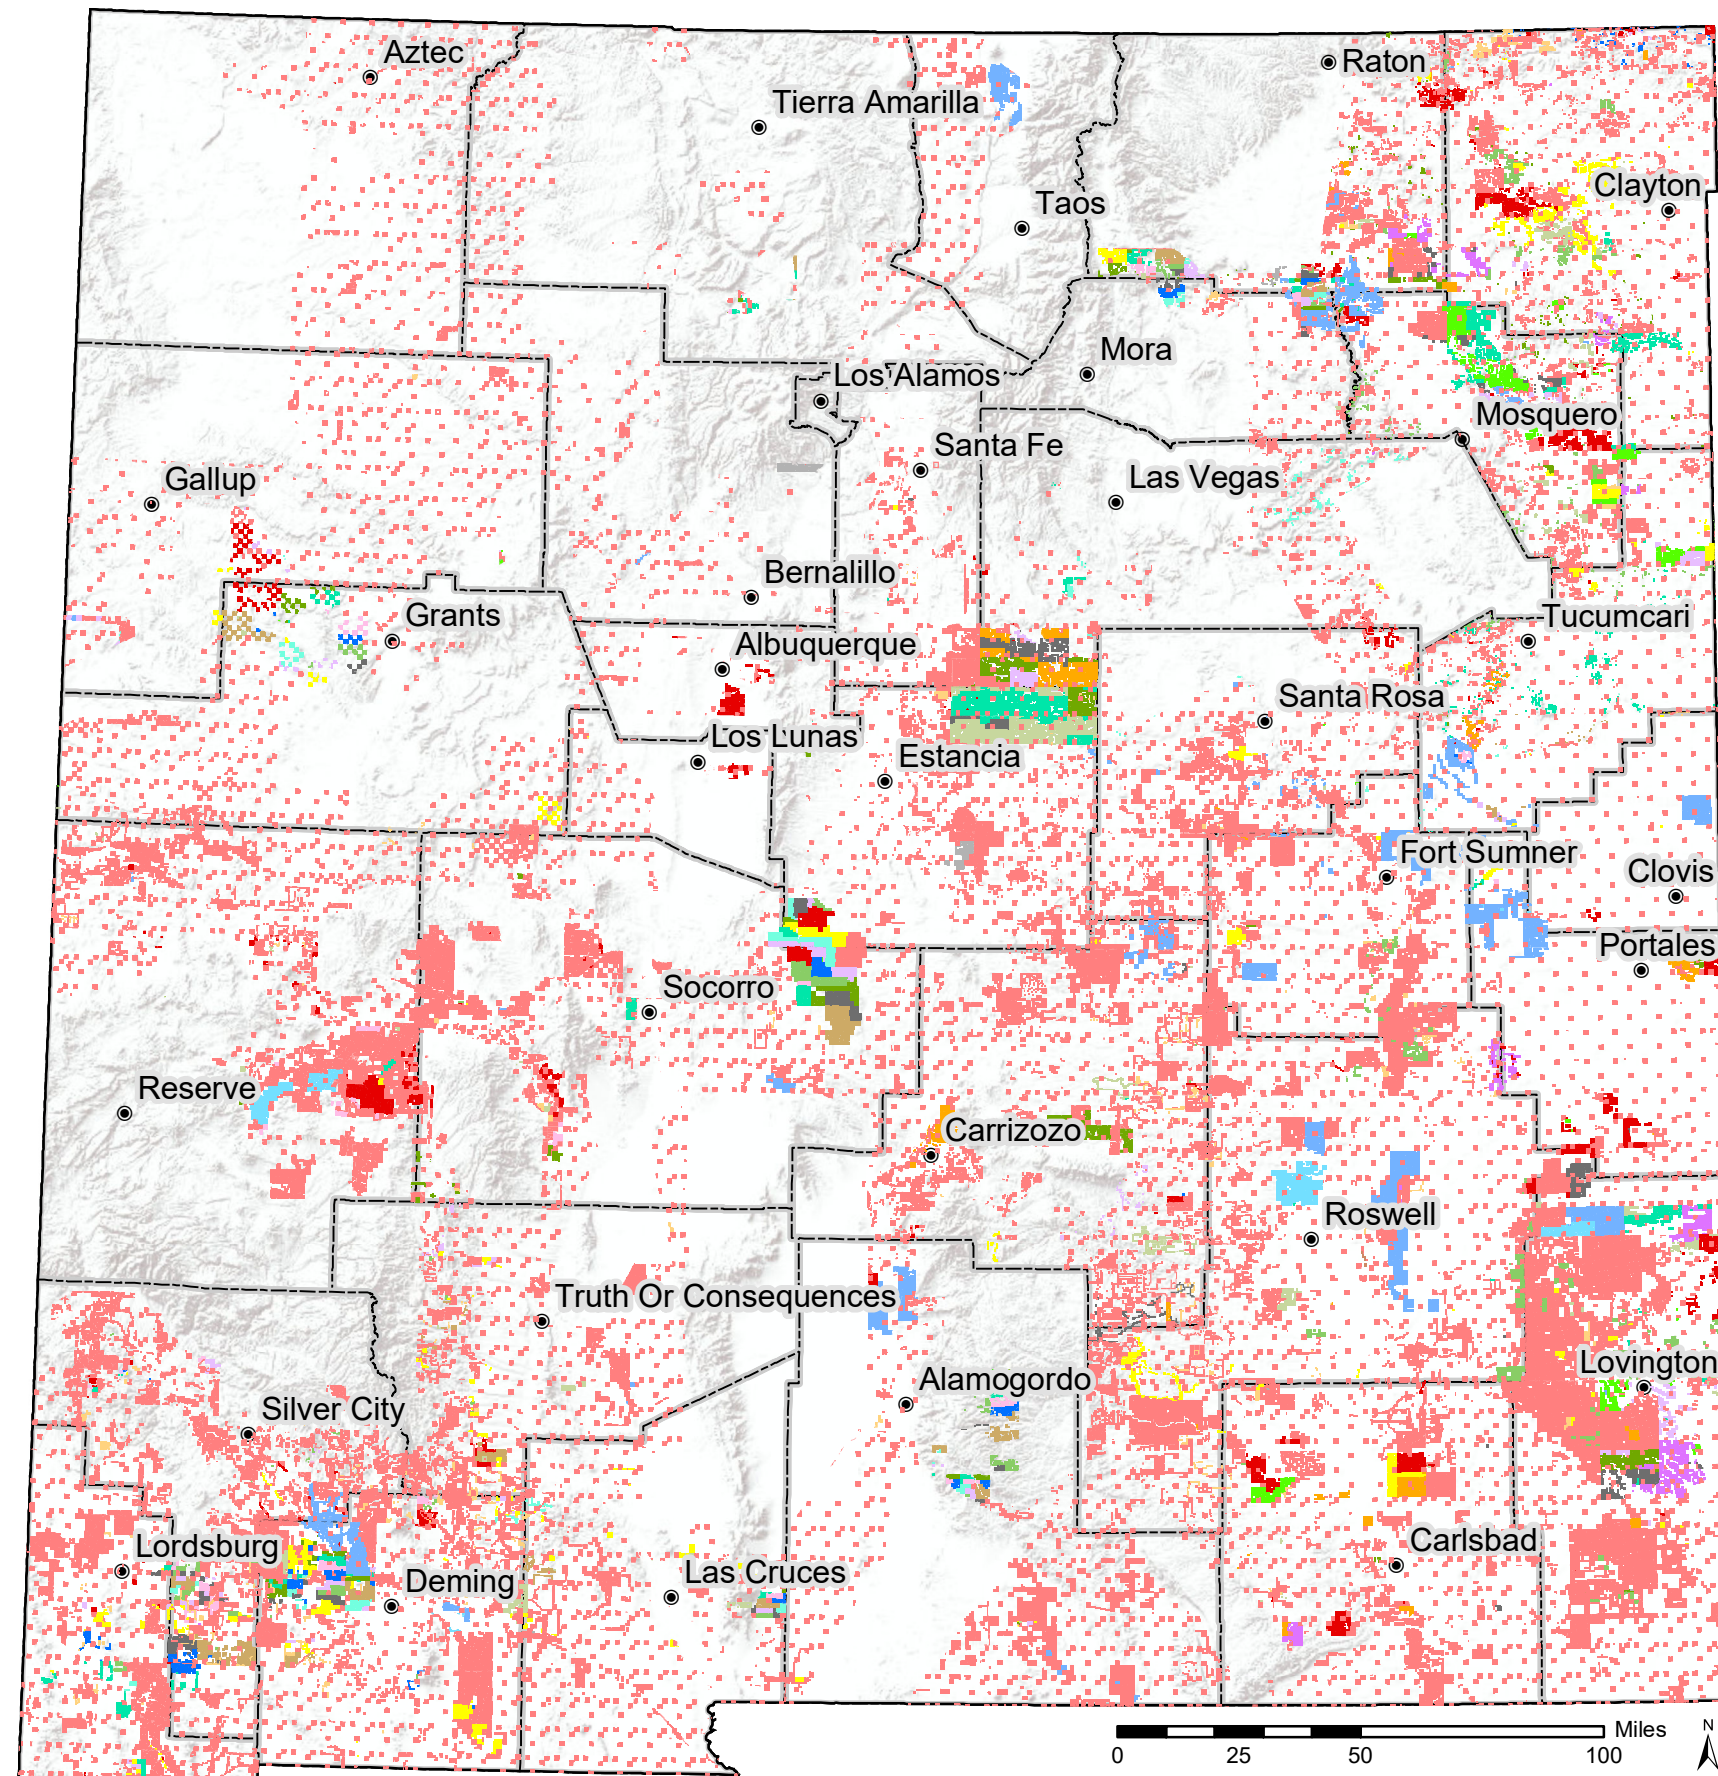 Aztec
Raton
Tierra Amarilla
Clayton
Taos
Mora
Los Alamos
Mosquero
Santa Fe
Gallup
Las Vegas
Bernalillo
Grants
Tucumcari
Albuquerque
Santa Rosa
Los Lunas
Estancia
Fort Sumner
Clovis
Portales
Socorro
Reserve
Carrizozo
Roswell
Truth Or Consequences
Lovington
Alamogordo
Silver City
Carlsbad
Lordsburg
Deming
Las Cruces
Miles
N
0 25 50 100